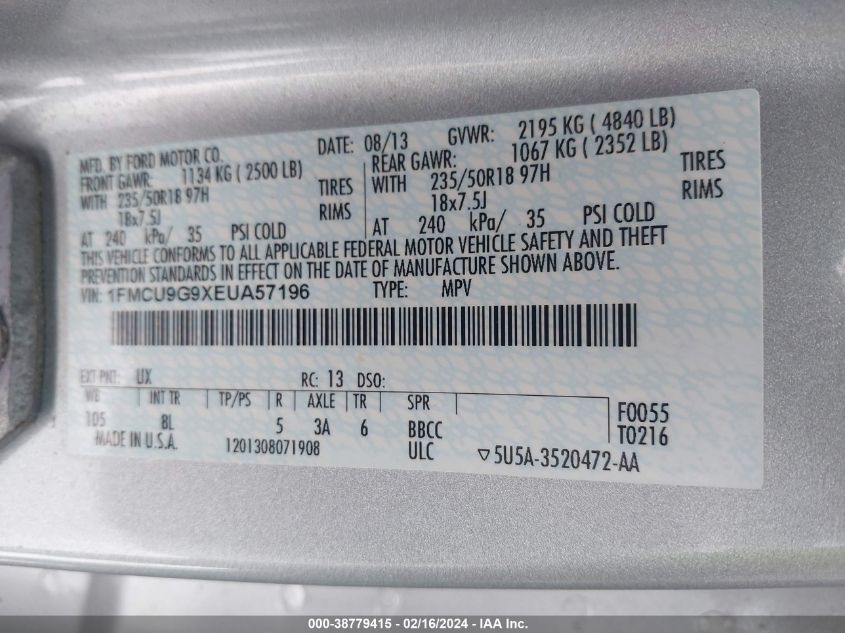 MFD. BY FORD MOTOR CO.
DATE: 08/13 GVWR: 2195 KG ( 4840 LB)
FRONT GAWR: 1134 KG ( 2500 LB)
REAR GAWR: 1067 KG ( 2352 LB)
WITH 235/50R18 97H TIRES
WITH 235/50R18 97H TIRES
18x7.5J RIMS
18x7.5J RIMS
AT 240 kPa/ 35 PSI COLD
AT 240 kPa/ 35 PSI COLD
THIS VEHICLE CONFORMS TO ALL APPLICABLE FEDERAL MOTOR VEHICLE SAFETY AND THEFT
PREVENTION STANDARDS IN EFFECT ON THE DATE OF MANUFACTURE SHOWN ABOVE.
VIN: 1FMCU9G9XEUA57196 TYPE: MPV
EXT PNT: UX RC: 13 DSO:
WB INT TR TP/PS R AXLE TR SPR
105 8L 5 3A 6 BBCC F0055
MADE IN U.S.A. 1201308071908 ULC T0216
▽5U5A-3520472-AA
000-38779415 - 02/16/2024 - IAA Inc.